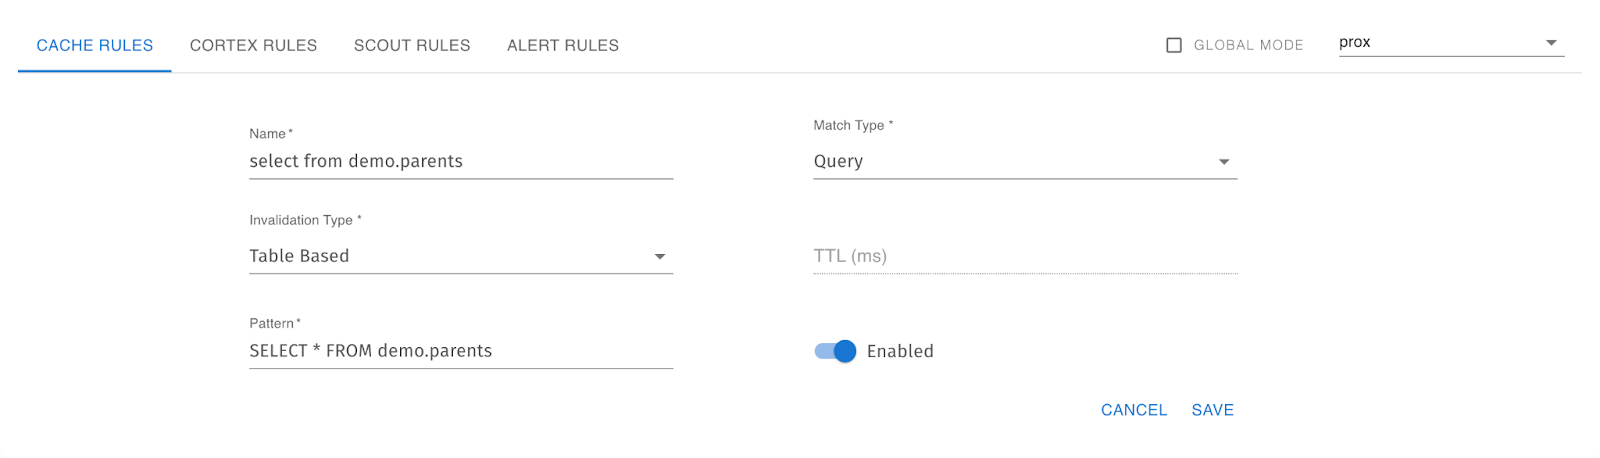 CACHE RULES CORTEX RULES SCOUT RULES ALERT RULES GLOBAL MODE prox
Name *
select from demo.parents
Match Type *
Query
Invalidation Type *
Table Based
TTL (ms)
Pattern *
SELECT * FROM demo.parents
Enabled
CANCEL SAVE